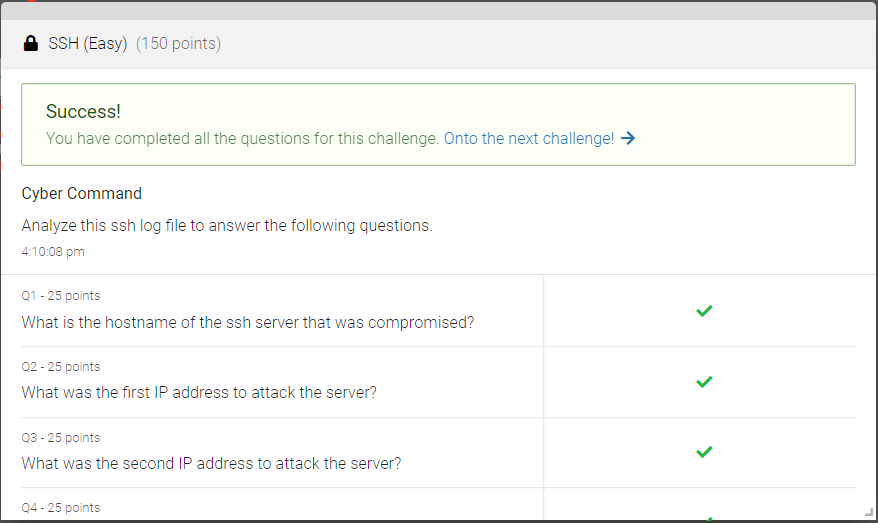 SSH (Easy) (150 points)
Success!
You have completed all the questions for this challenge. Onto the next challenge!
Cyber Command
Analyze this ssh log file to answer the following questions.
4:10:08 pm
Q1 - 25 points
What is the hostname of the ssh server that was compromised?
Q2 - 25 points
What was the first IP address to attack the server?
Q3 - 25 points
What was the second IP address to attack the server?
Q4 - 25 points